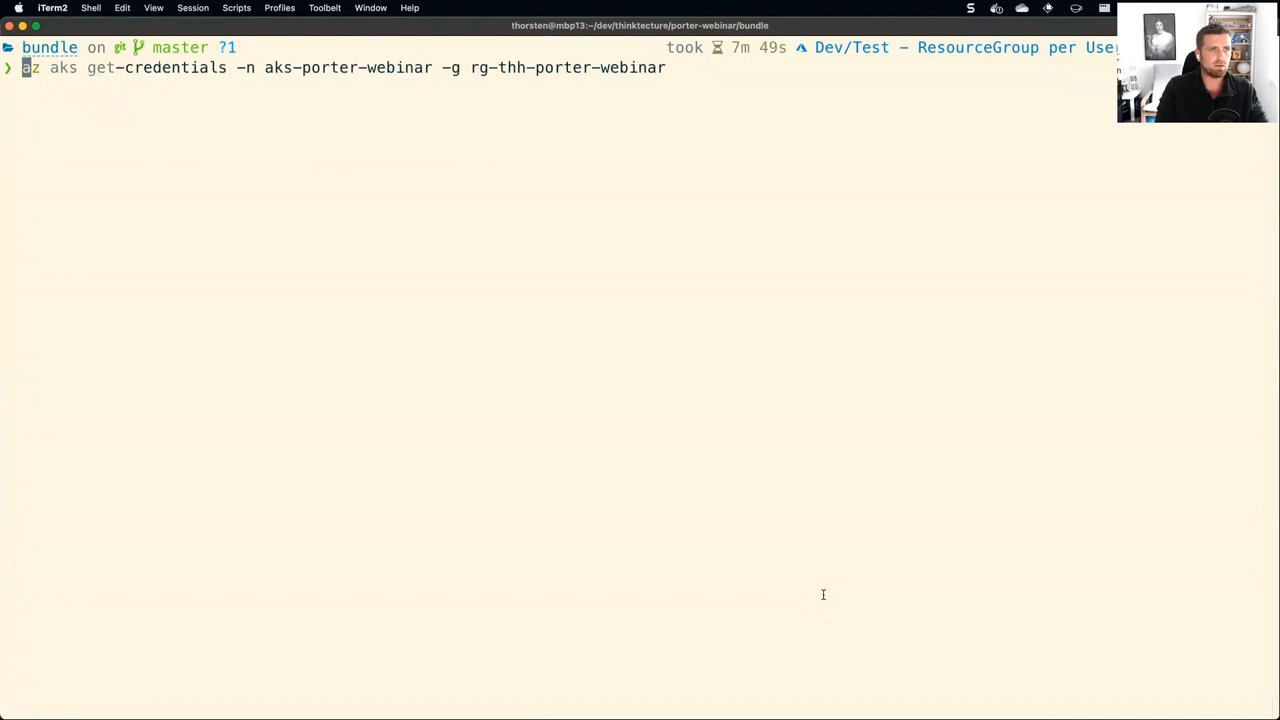 iTerm2 Shell Edit View Session Scripts Profiles Toolbelt Window Help
thorsten@mbp13:~/dev/thinktecture/porter-webinar/bundle
bundle on git master ?1 took 7m 49s Dev/Test - ResourceGroup per Use
❯ az aks get-credentials -n aks-porter-webinar -g rg-thh-porter-webinar